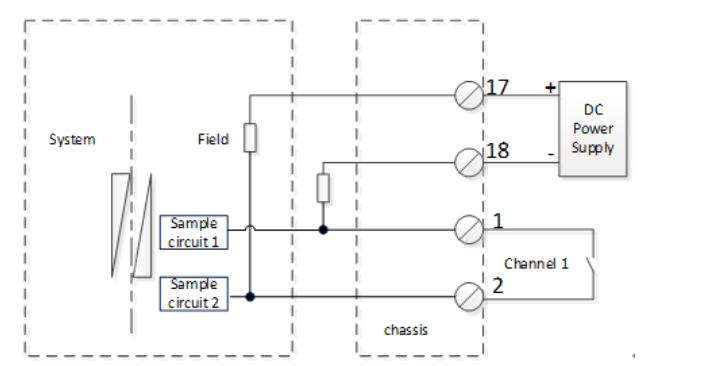 17
+
DC
Power
Supply
System
Field
18
-
Sample
circuit 1
1
Channel 1
Sample
circuit 2
2
chassis